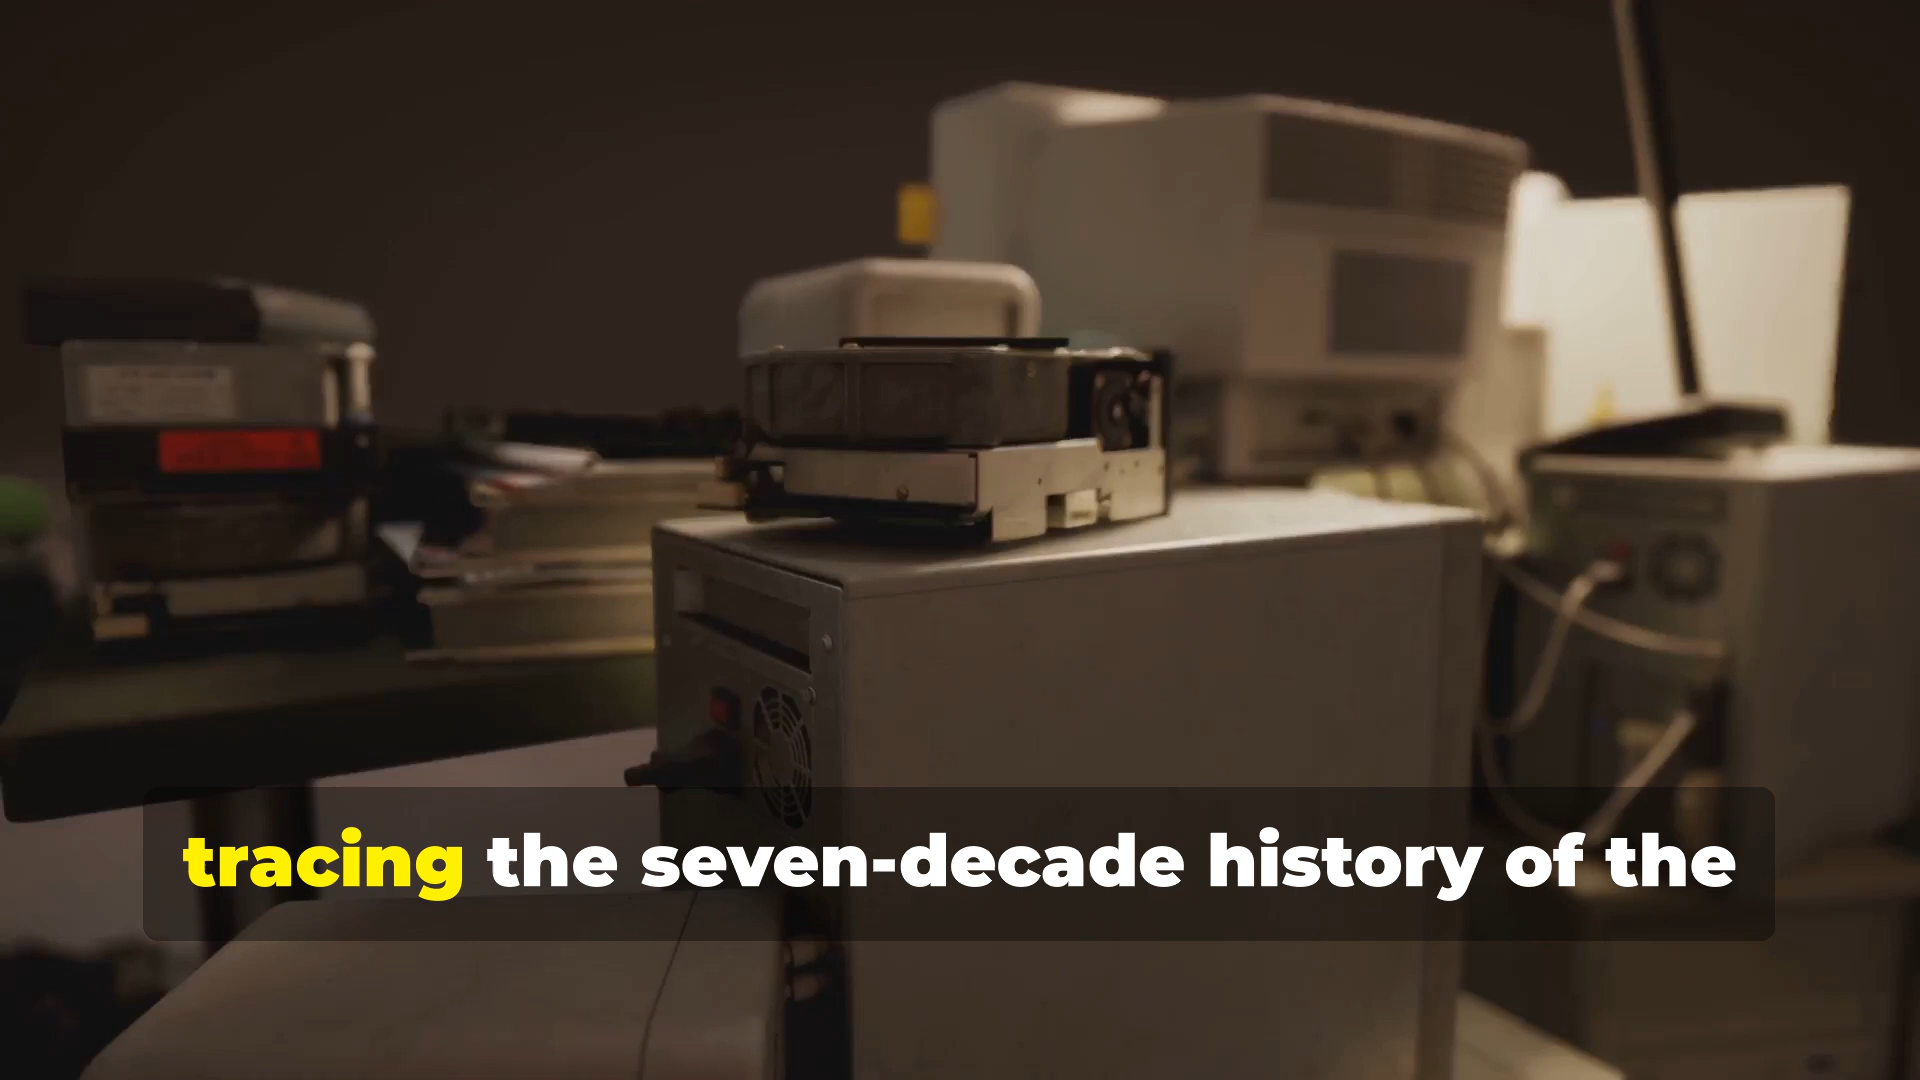 tracing the seven-decade history of the